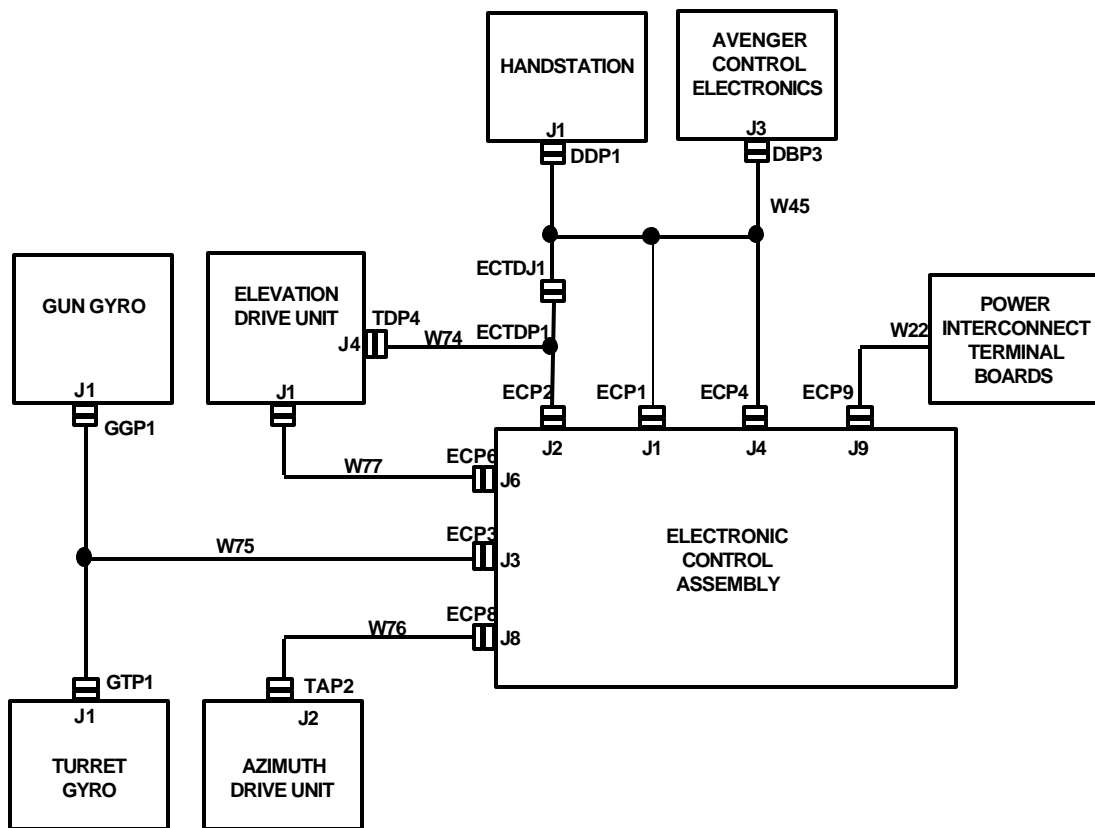 HANDSTATION
J1
DDP1
AVENGER
CONTROL
ELECTRONICS
J3
DBP3
W45
GUN GYRO
J1
GGP1
ELEVATION
DRIVE UNIT
J4
J1
TDP4
W74
ECTDJ1
ECTDP1
POWER
INTERCONNECT
TERMINAL
BOARDS
W22
ECP2
ECP1
ECP4
ECP9
J2
J1
J4
J9
W77
ECP6
J6
W75
ECP3
J3
ELECTRONIC
CONTROL
ASSEMBLY
W76
ECP8
J8
GTP1
J1
TURRET
GYRO
TAP2
J2
AZIMUTH
DRIVE UNIT